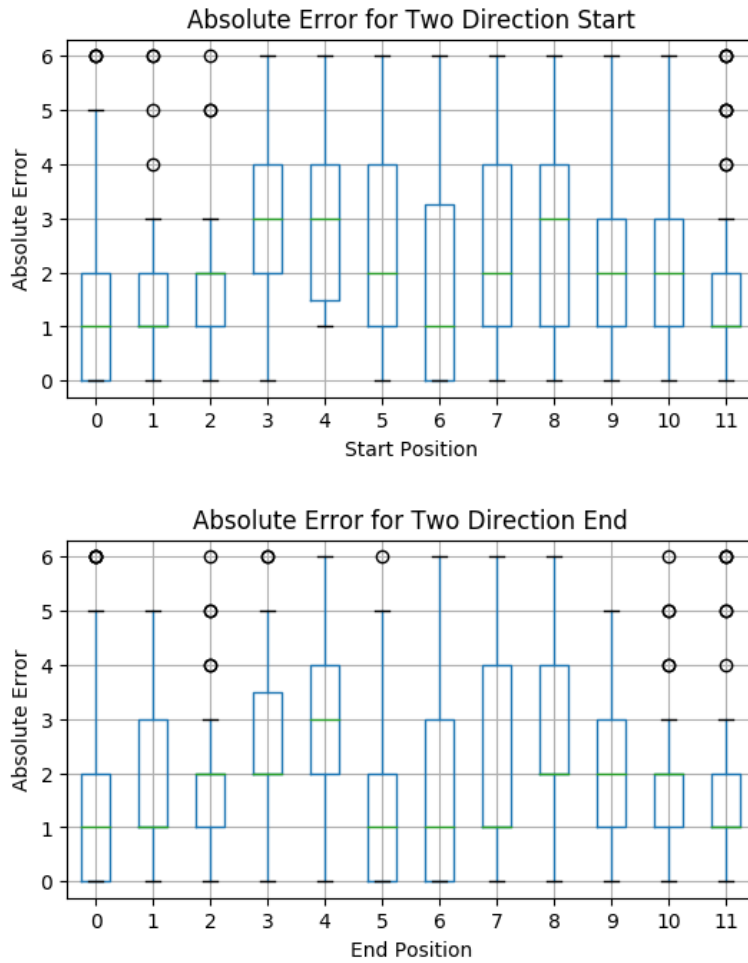 Absolute Error for Two Direction Start
6
5
4
3
2
1
0
Absolute Error
0 1 2 3 4 5 6 7 8 9 10 11
Start Position
Absolute Error for Two Direction End
6
5
4
3
2
1
0
Absolute Error
0 1 2 3 4 5 6 7 8 9 10 11
End Position